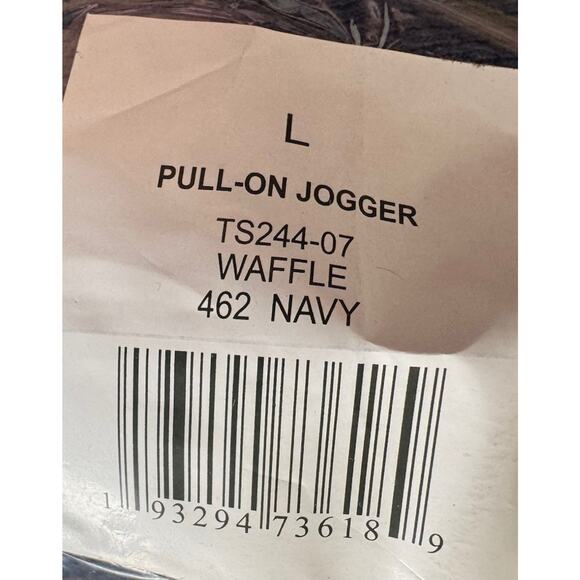 L
PULL-ON JOGGER
TS244-07
WAFFLE
462 NAVY
1 93294 73618 9